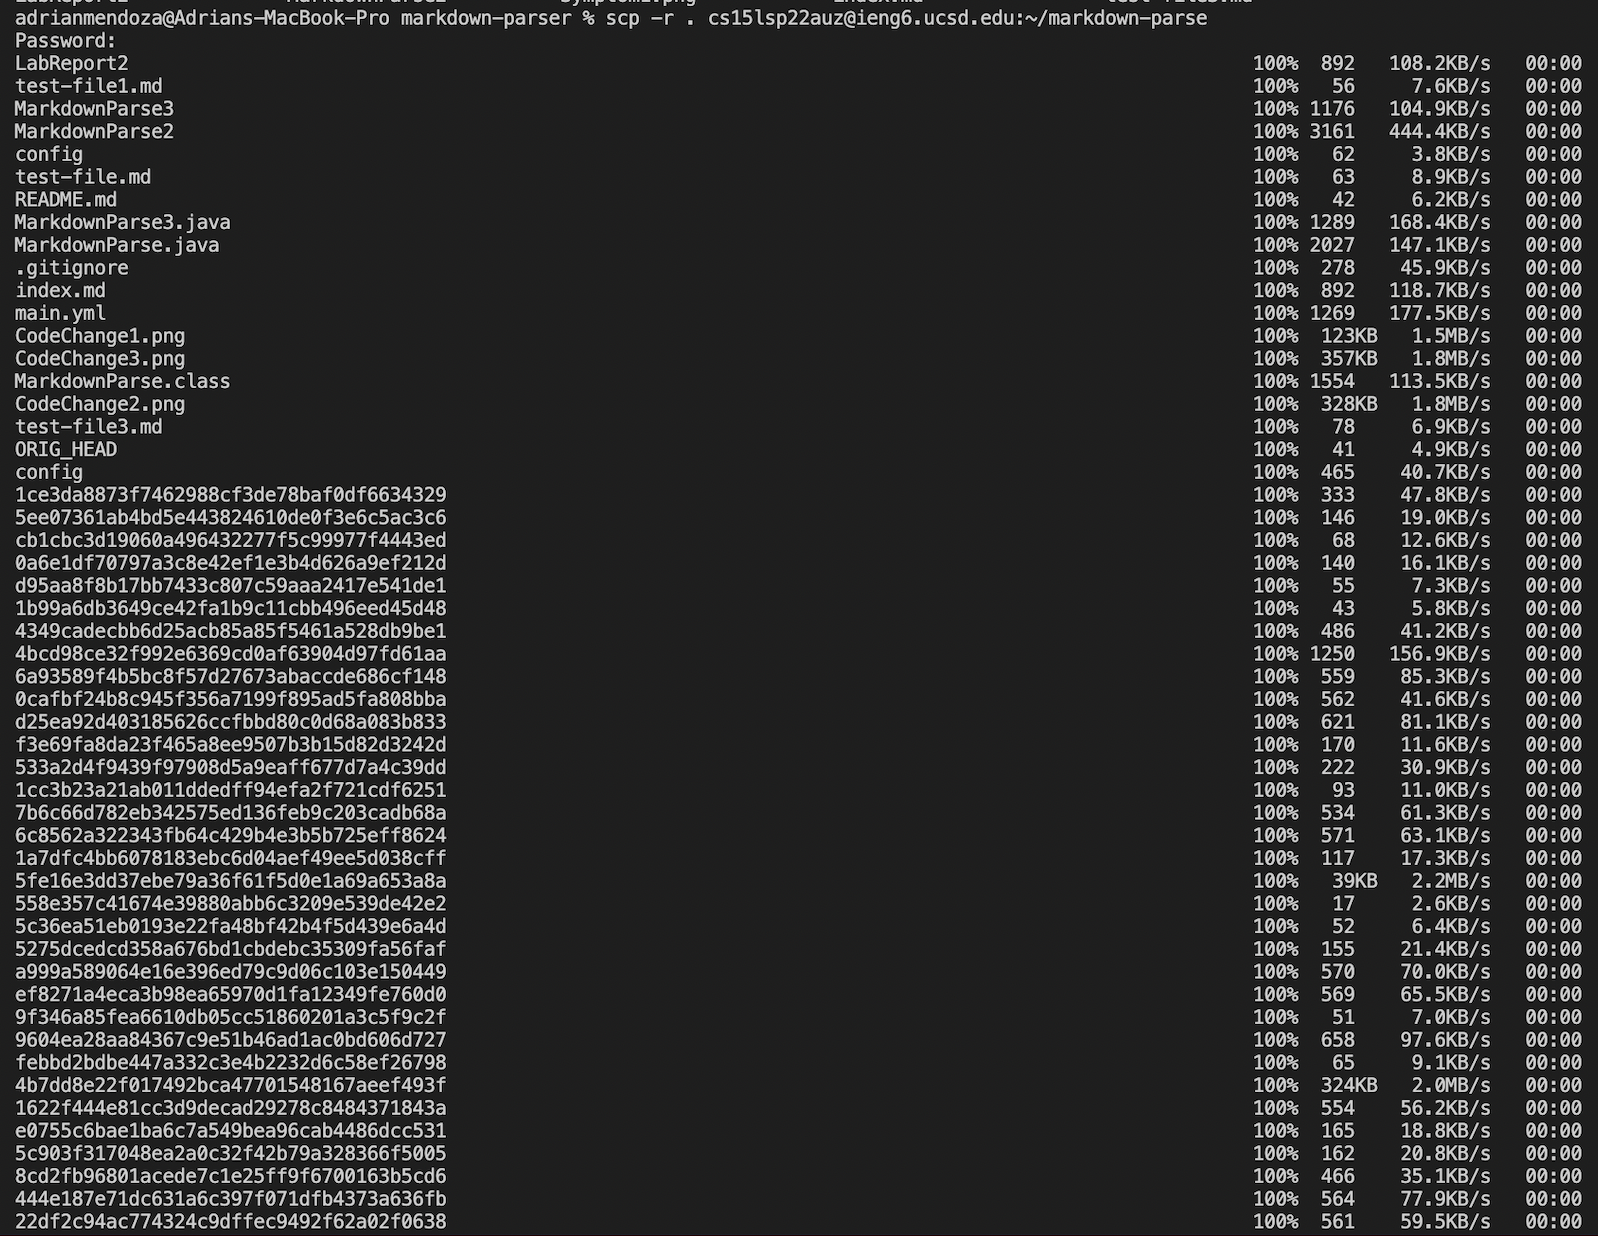 adrianmendoza@Adrians-MacBook-Pro markdown-parser % scp -r . cs15lsp22auz@ieng6.ucsd.edu:~/markdown-parse
Password:
LabReport2 100% 892 108.2KB/s 00:00
test-file1.md 100% 56 7.6KB/s 00:00
MarkdownParse3 100% 1176 104.9KB/s 00:00
MarkdownParse2 100% 3161 444.4KB/s 00:00
config 100% 62 3.8KB/s 00:00
test-file.md 100% 63 8.9KB/s 00:00
README.md 100% 42 6.2KB/s 00:00
MarkdownParse3.java 100% 1289 168.4KB/s 00:00
MarkdownParse.java 100% 2027 147.1KB/s 00:00
.gitignore 100% 278 45.9KB/s 00:00
index.md 100% 892 118.7KB/s 00:00
main.yml 100% 1269 177.5KB/s 00:00
CodeChange1.png 100% 123KB 1.5MB/s 00:00
CodeChange3.png 100% 357KB 1.8MB/s 00:00
MarkdownParse.class 100% 1554 113.5KB/s 00:00
CodeChange2.png 100% 328KB 1.8MB/s 00:00
test-file3.md 100% 78 6.9KB/s 00:00
ORIG_HEAD 100% 41 4.9KB/s 00:00
config 100% 465 40.7KB/s 00:00
1ce3da8873f7462988cf3de78baf0df6634329 100% 333 47.8KB/s 00:00
5ee07361ab4bd5e443824610de0f3e6c5ac3c6 100% 146 19.0KB/s 00:00
cb1cbc3d19060a496432277f5c99977f4443ed 100% 68 12.6KB/s 00:00
0a6e1df70797a3c8e42ef1e3b4d626a9ef212d 100% 140 16.1KB/s 00:00
d95aa8f8b17bb7433c807c59aaa2417e541de1 100% 55 7.3KB/s 00:00
1b99a6db3649ce42fa1b9c11cbb496eed45d48 100% 43 5.8KB/s 00:00
4349cadecbb6d25acb85a85f5461a528db9be1 100% 486 41.2KB/s 00:00
4bcd98ce32f992e6369cd0af63904d97fd61aa 100% 1250 156.9KB/s 00:00
6a93589f4b5bc8f57d27673abaccde686cf148 100% 559 85.3KB/s 00:00
0cafbf24b8c945f356a7199f895ad5fa808bba 100% 562 41.6KB/s 00:00
d25ea92d403185626ccfbbd80c0d68a083b833 100% 621 81.1KB/s 00:00
f3e69fa8da23f465a8ee9507b3b15d82d3242d 100% 170 11.6KB/s 00:00
533a2d4f9439f97908d5a9eaff677d7a4c39dd 100% 222 30.9KB/s 00:00
1cc3b23a21ab011ddedff94efa2f721cdf6251 100% 93 11.0KB/s 00:00
7b6c66d782eb342575ed136feb9c203cadb68a 100% 534 61.3KB/s 00:00
6c8562a322343fb64c429b4e3b5b725eff8624 100% 571 63.1KB/s 00:00
1a7dfc4bb6078183ebc6d04aef49ee5d038cff 100% 117 17.3KB/s 00:00
5fe16e3dd37ebe79a36f61f5d0e1a69a653a8a 100% 39KB 2.2MB/s 00:00
558e357c41674e39880abb6c3209e539de42e2 100% 17 2.6KB/s 00:00
5c36ea51eb0193e22fa48bf42b4f5d439e6a4d 100% 52 6.4KB/s 00:00
5275dcedcd358a676bd1cbdebc35309fa56faf 100% 155 21.4KB/s 00:00
a999a589064e16e396ed79c9d06c103e150449 100% 570 70.0KB/s 00:00
ef8271a4eca3b98ea65970d1fa12349fe760d0 100% 569 65.5KB/s 00:00
9f346a85fea6610db05cc51860201a3c5f9c2f 100% 51 7.0KB/s 00:00
9604ea28aa84367c9e51b46ad1ac0bd606d727 100% 658 97.6KB/s 00:00
febbd2bdbe447a332c3e4b2232d6c58ef26798 100% 65 9.1KB/s 00:00
4b7dd8e22f017492bca47701548167aeef493f 100% 324KB 2.0MB/s 00:00
1622f444e81cc3d9decad29278c8484371843a 100% 554 56.2KB/s 00:00
e0755c6bae1ba6c7a549bea96cab4486dcc531 100% 165 18.8KB/s 00:00
5c903f317048ea2a0c32f42b79a328366f5005 100% 162 20.8KB/s 00:00
8cd2fb96801acede7c1e25ff9f6700163b5cd6 100% 466 35.1KB/s 00:00
444e187e71dc631a6c397f071dfb4373a636fb 100% 564 77.9KB/s 00:00
22df2c94ac774324c9dffec9492f62a02f0638 100% 561 59.5KB/s 00:00